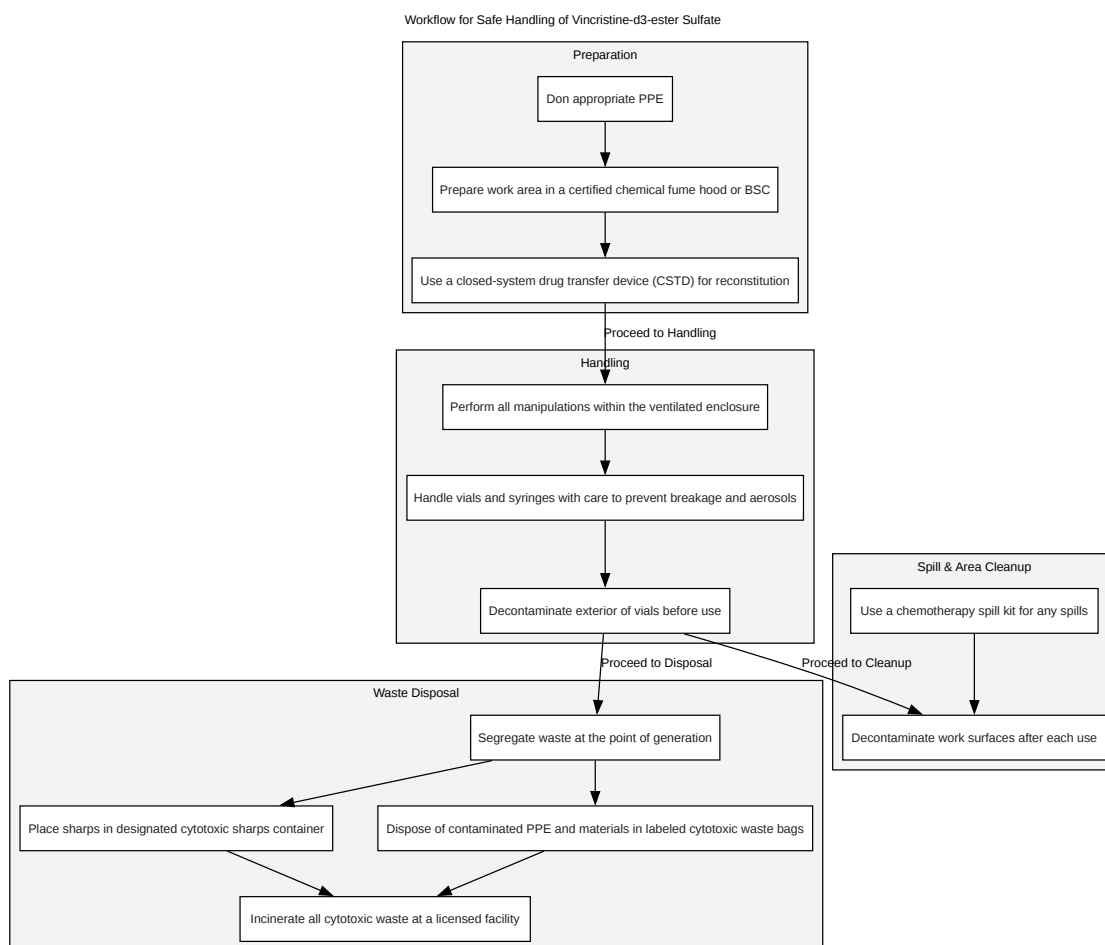 Workflow for Safe Handling of Vincristine-d3-ester Sulfate
Preparation
Don appropriate PPE
Prepare work area in a certified chemical fume hood or BSC
Use a closed-system drug transfer device (CSTD) for reconstitution
Proceed to Handling
Handling
Perform all manipulations within the ventilated enclosure
Handle vials and syringes with care to prevent breakage and aerosols
Decontaminate exterior of vials before use
Spill & Area Cleanup
Use a chemotherapy spill kit for any spills
Proceed to Disposal
Proceed to Cleanup
Waste Disposal
Segregate waste at the point of generation
Decontaminate work surfaces after each use
Place sharps in designated cytotoxic sharps container
Dispose of contaminated PPE and materials in labeled cytotoxic waste bags
Incinerate all cytotoxic waste at a licensed facility